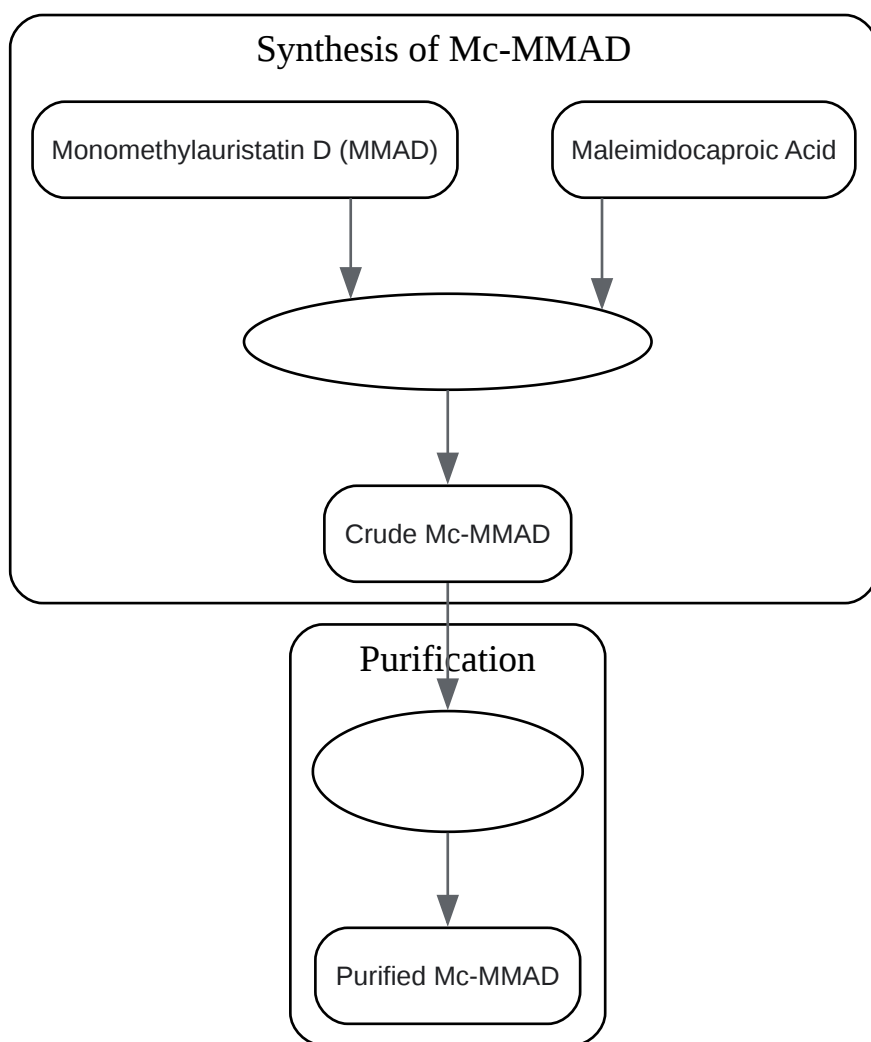 Synthesis of Mc-MMAD
Monomethylauristatin D (MMAD)
Maleimidocaproic Acid
Crude Mc-MMAD
Purification
Purified Mc-MMAD